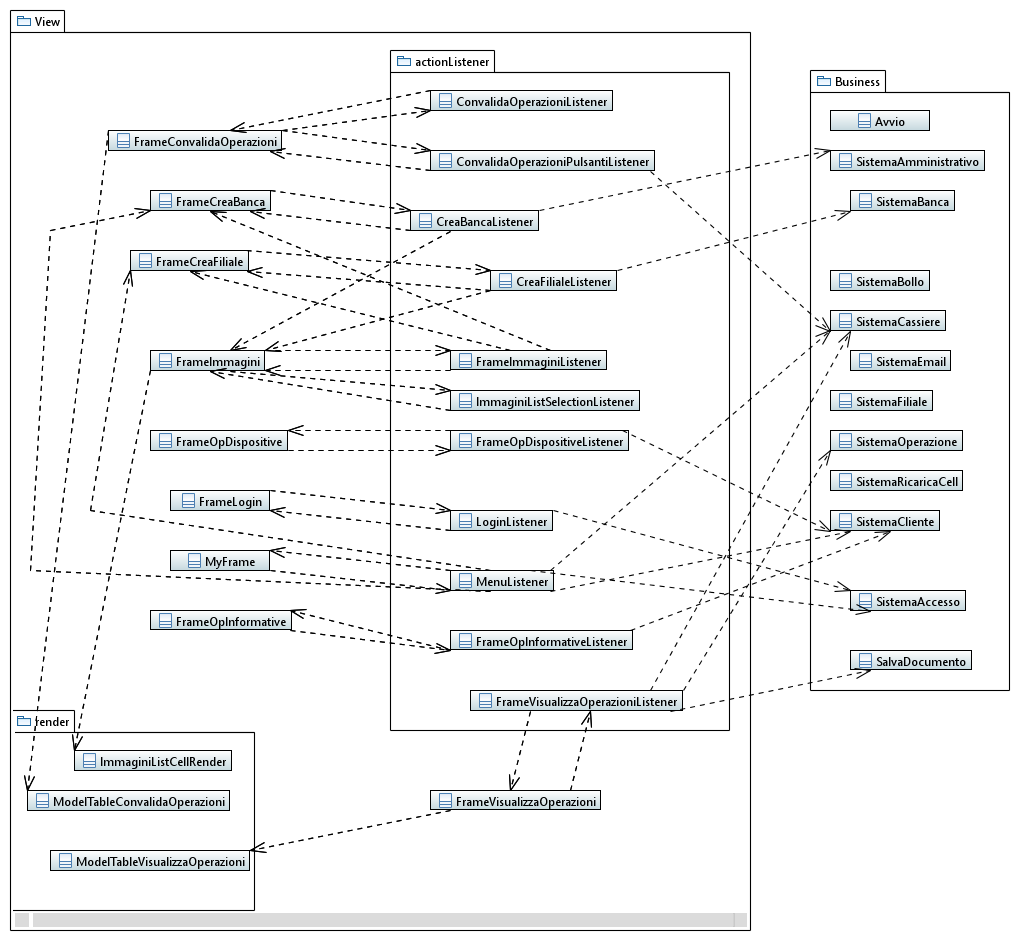 View
actionListener
Business
ConvalidaOperazioniListener
Avvio
FrameConvalidaOperazioni
ConvalidaOperazioniPulsantiListener
SistemaAmministrativo
FrameCreaBanca
CreaBancaListener
SistemaBanca
FrameCreaFiliale
CreaFilialeListener
SistemaBollo
SistemaCassiere
FrameImmagini
FrameImmaginiListener
SistemaEmail
ImmaginiListSelectionListener
SistemaFiliale
FrameOpDispositive
FrameOpDispositiveListener
SistemaOperazione
SistemaRicaricaCell
FrameLogin
LoginListener
SistemaCliente
MyFrame
MenuListener
SistemaAccesso
FrameOpInformative
FrameOpInformativeListener
SalvaDocumento
FrameVisualizzaOperazioniListener
render
ImmaginiListCellRender
ModelTableConvalidaOperazioni
FrameVisualizzaOperazioni
ModelTableVisualizzaOperazioni